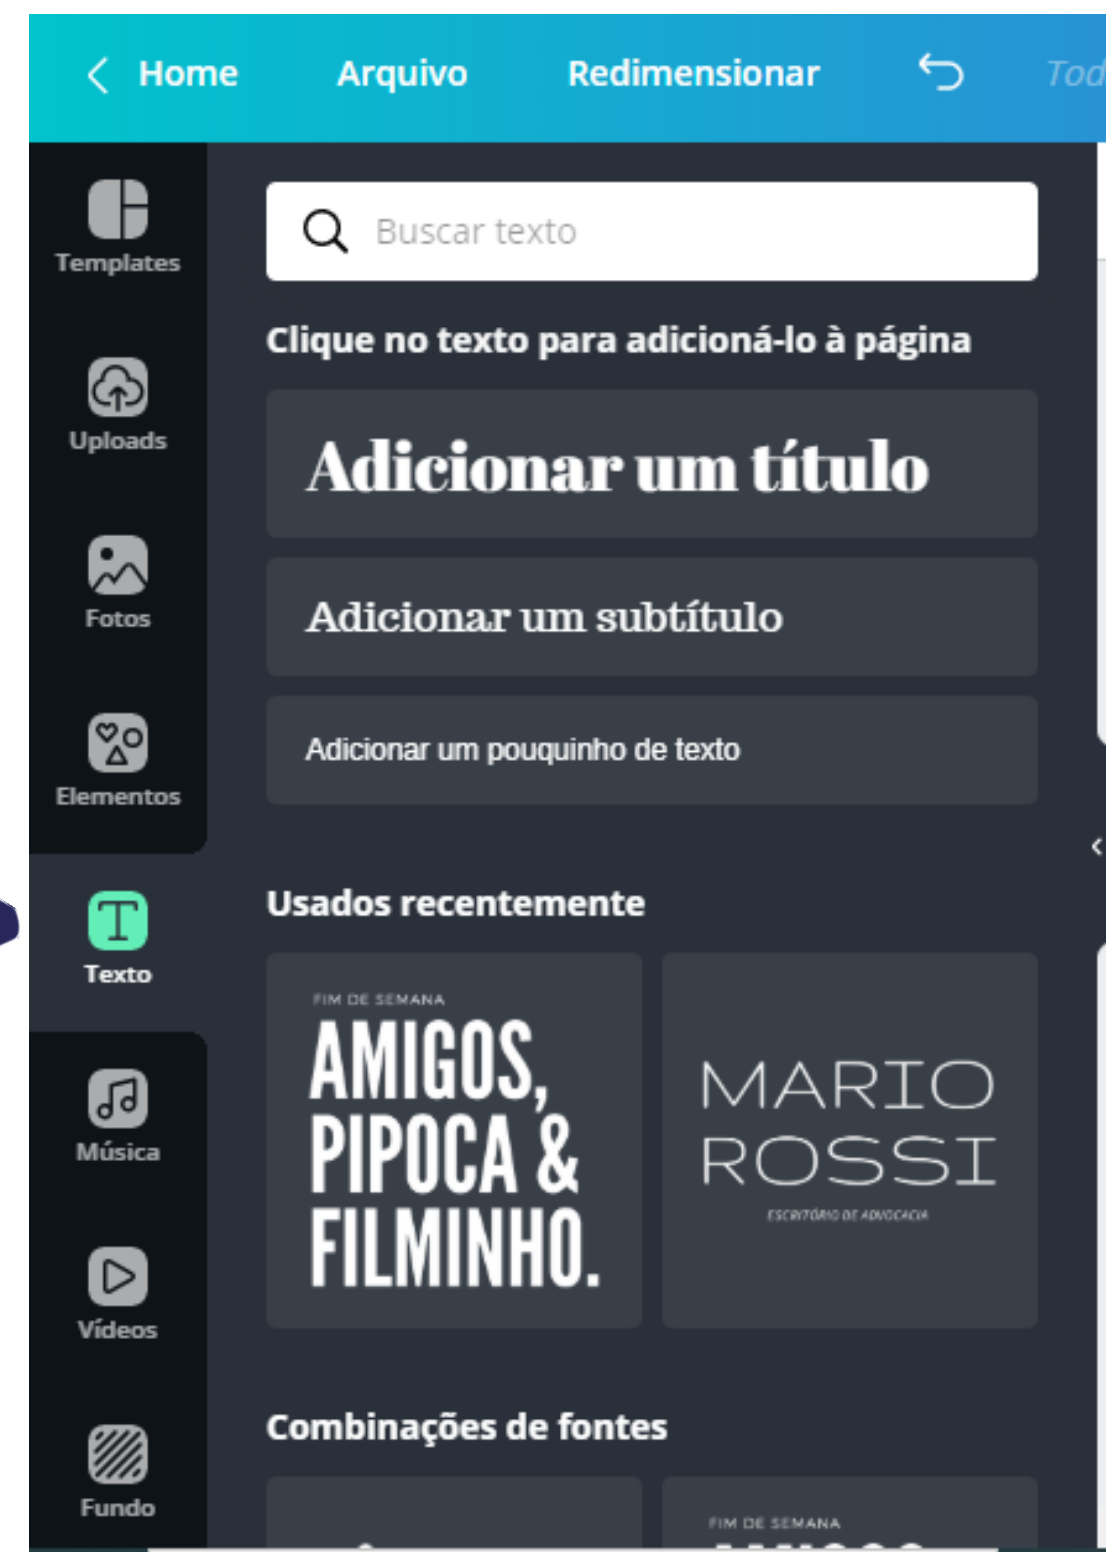 Home Arquivo Redimensionar Tod
Templates
Uploads
Fotos
Elementos
Texto
Música
Vídeos
Fundo
Buscar texto
Clique no texto para adicioná-lo à página
Adicionar um título
Adicionar um subtítulo
Adicionar um pouquinho de texto
Usados recentemente
FIM DE SEMANA
AMIGOS,
PIPOCA &
FILMINHO.
MARIO
ROSSI
ESCRITÓRIO DE ADVOCACIA
Combinações de fontes
FIM DE SEMANA